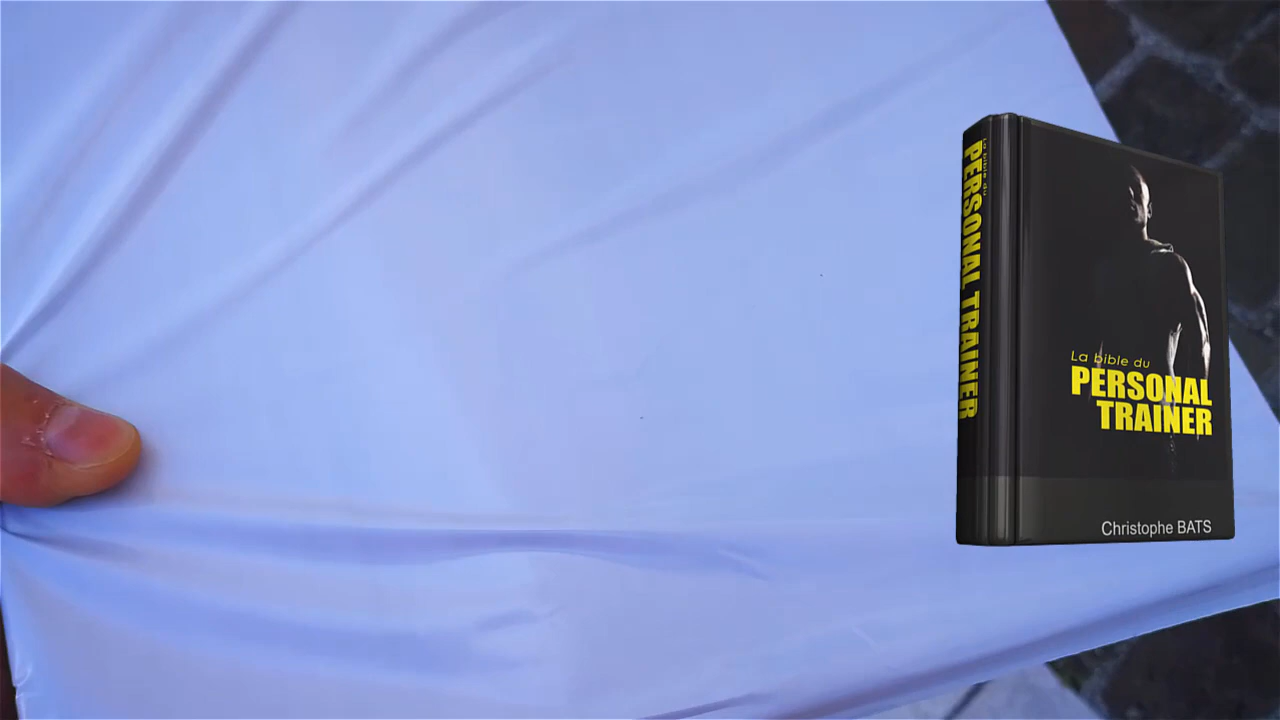 La bible du
PERSONAL TRAINER
La bible du
PERSONAL
TRAINER
Christophe BATS